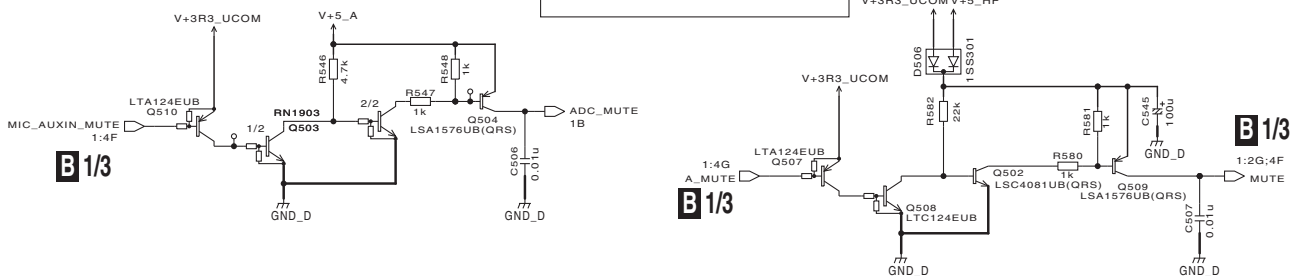 V+3R3_UCOM
V+5_A
R546
4.7k
R548
1k
LTA124EUB
Q510
RN1903
2/2
R547
1k
MIC_AUXIN_MUTE
1:4F
1/2
Q503
Q504
LSA1576UB(QRS)
ADC_MUTE
1B
B 1/3
C506
0.01u
GND_D
GND_D
V+3R3_UCOM
V+5_HP
D506
1SS301
V+3R3_UCOM
R582
22k
R581
1k
C545
100u
+
GND_D
B 1/3
LTA124EUB
Q507
1:4G
A_MUTE
B 1/3
Q502
LSC4081UB(QRS)
R580
1k
Q509
LSA1576UB(QRS)
1:2G;4F
MUTE
Q508
LTC124EUB
C507
0.01u
GND_D
GND_D